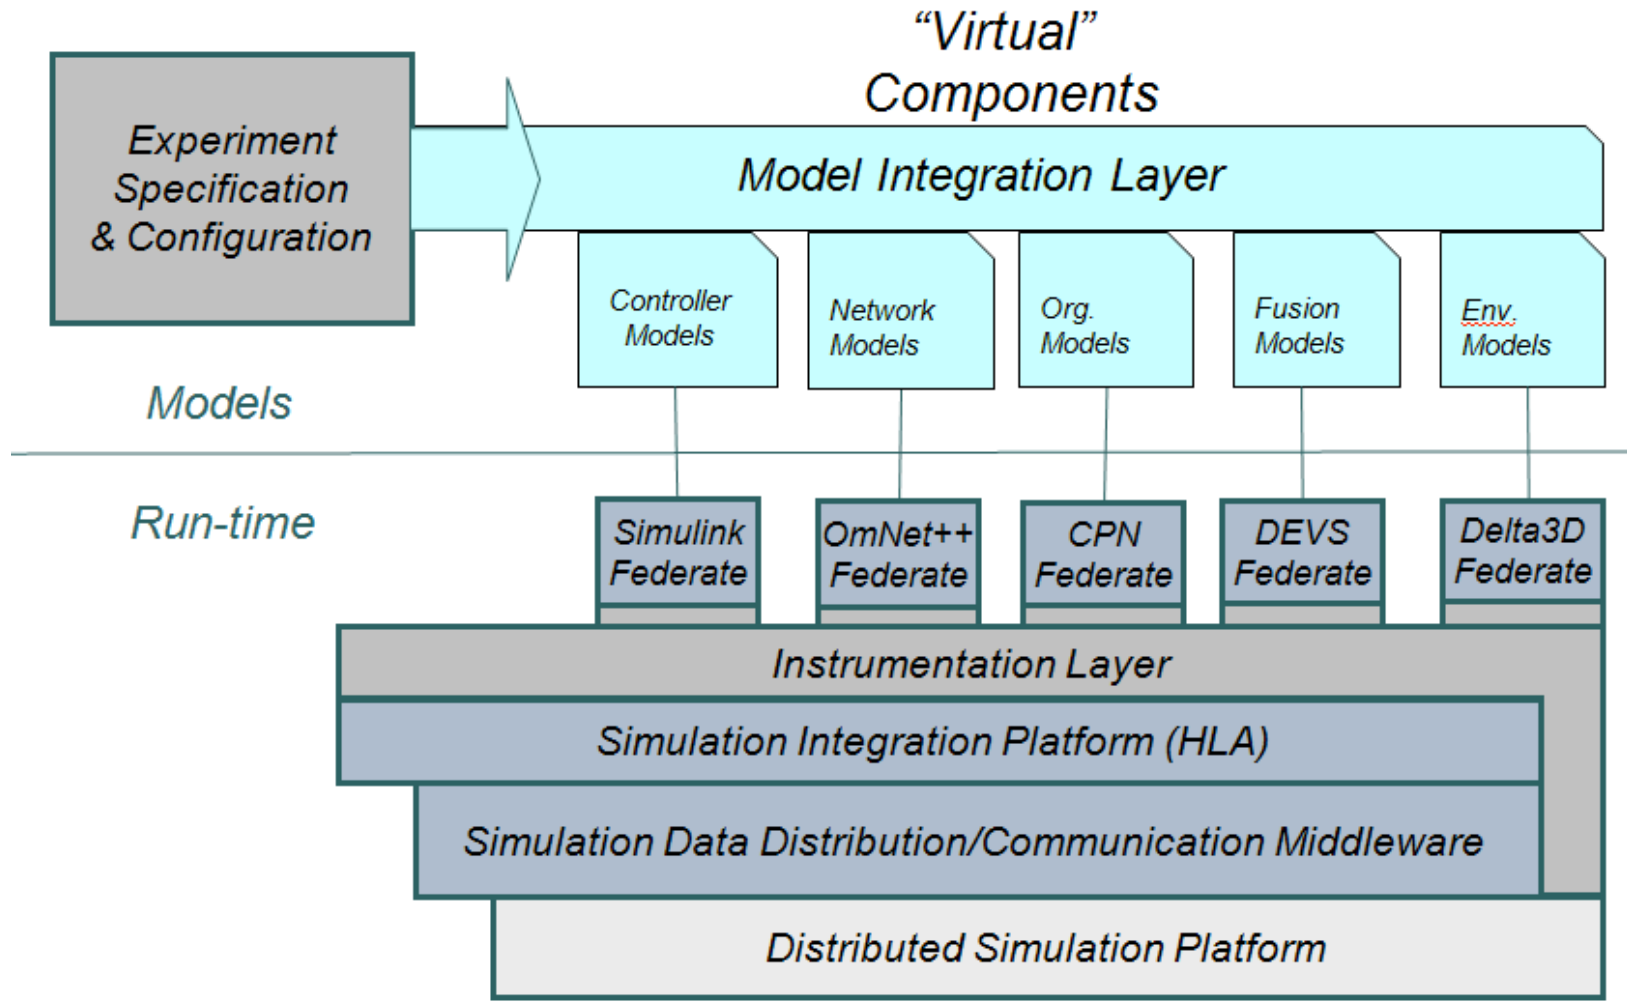 “Virtual”
Components
Experiment
Specification
& Configuration
Model Integration Layer
Controller
Models
Network
Models
Org.
Models
Fusion
Models
Env.
Models
Models
Run-time
Simulink
Federate
OmNet++
Federate
CPN
Federate
DEVS
Federate
Delta3D
Federate
Instrumentation Layer
Simulation Integration Platform (HLA)
Simulation Data Distribution/Communication Middleware
Distributed Simulation Platform